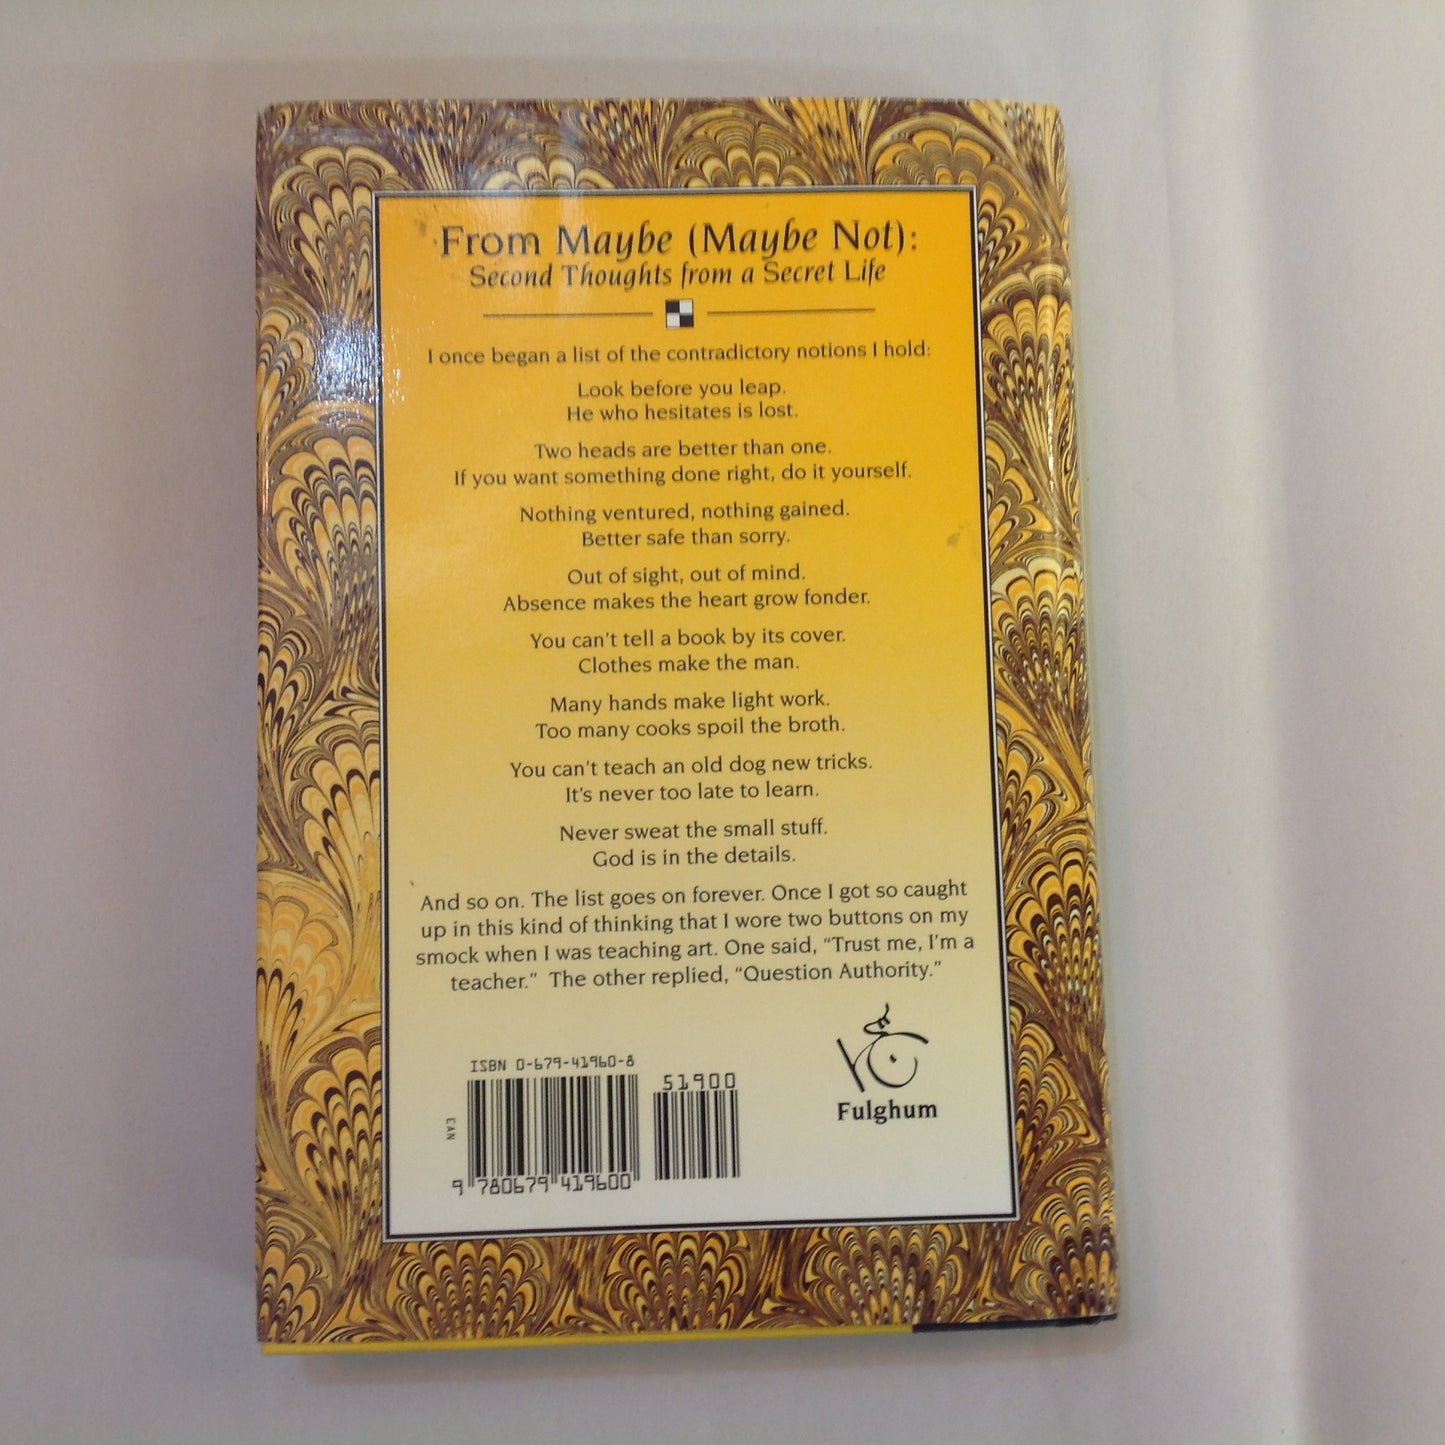 From Maybe (Maybe Not):
Second Thoughts from a Secret Life
I once began a list of the contradictory notions I hold:
Look before you leap.
He who hesitates is lost.
Two heads are better than one.
If you want something done right, do it yourself.
Nothing ventured, nothing gained.
Better safe than sorry.
Out of sight, out of mind.
Absence makes the heart grow fonder.
You can't tell a book by its cover.
Clothes make the man.
Many hands make light work.
Too many cooks spoil the broth.
You can't teach an old dog new tricks.
It's never too late to learn.
Never sweat the small stuff.
God is in the details.
And so on. The list goes on forever. Once I got so caught
up in this kind of thinking that I wore two buttons on my
smock when I was teaching art. One said, “Trust me, I'm a
teacher.” The other replied, “Question Authority.”
ISBN 0-679-41960-8
51900
EAN
9 780679 419600
Fulghum